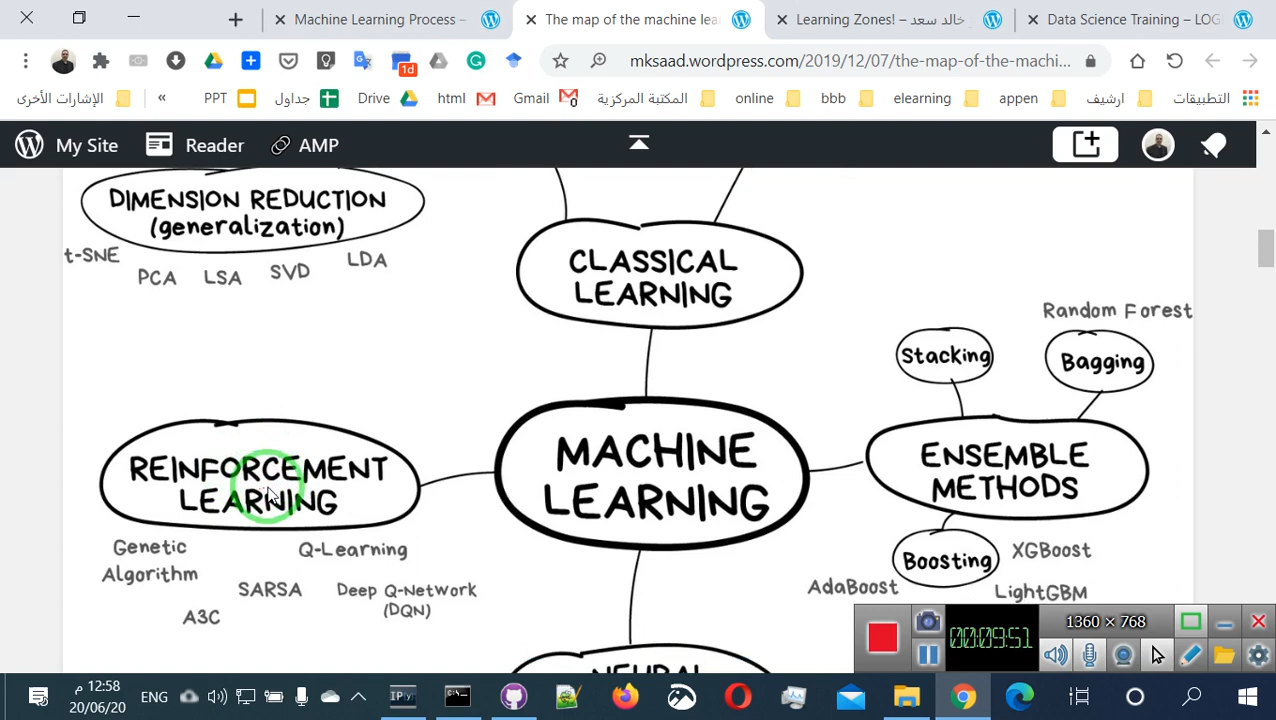 Machine Learning Process –
The map of the machine lea
Learning Zones! – خالد سعد
Data Science Training – LOG
1d
mksaad.wordpress.com/2019/12/07/the-map-of-the-machi...
الإشارات الأخرى
«
PPT
جداول
Drive
html
Gmail
المكتبة المركزية
online
bbb
elearning
appen
ارشيف
التطبيقات
My Site
Reader
AMP
DIMENSION REDUCTION
(generalization)
t-SNE
PCA
LSA
SVD
LDA
CLASSICAL
LEARNING
Random Forest
Stacking
Bagging
REINFORCEMENT
LEARNING
MACHINE
LEARNING
ENSEMBLE
METHODS
Genetic
Algorithm
Q-Learning
SARSA
Deep Q-Network
(DQN)
A3C
Boosting
XGBoost
AdaBoost
LightGBM
1360 × 768
00:09:51
12:58 م
20/06/20
ENG
IPy